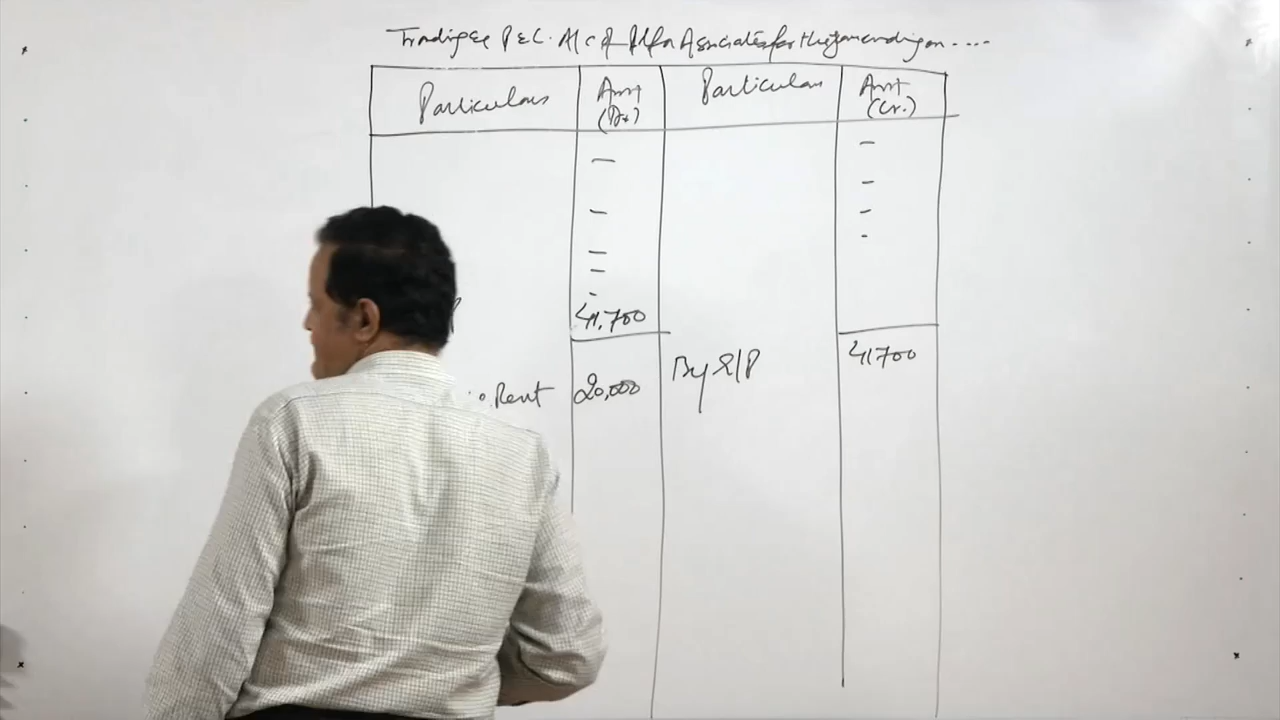 Trading & P & L. A/c of Alfa Associates for the year ending on ....
Particulars Amt (Dr.) Particulars Amt (Cr.)
41,700
By G/P 41700
o. Rent 20,000